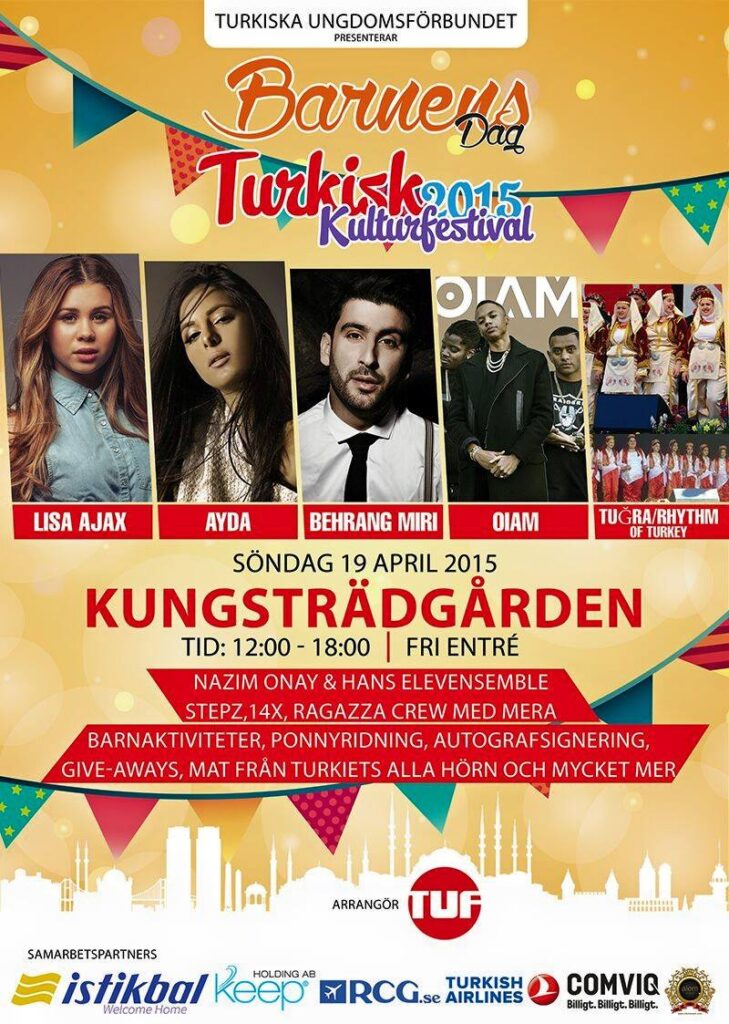 TURKISKA UNGDOMSFÖRBUNDET
PRESENTERAR
Barnens
Dag
Turkisk 2015
Kulturfestival
OIAM
RAIDERS
LISA AJAX
AYDA
BEHRANG MIRI
OIAM
TUĞRA/RHYTHM
OF TURKEY
SÖNDAG 19 APRIL 2015
KUNGSTRÄDGÅRDEN
TID: 12:00 - 18:00 | FRI ENTRÉ
NAZIM ONAY & HANS ELEVENSEMBLE
STEPZ,14X, RAGAZZA CREW MED MERA
BARNAKTIVITETER, PONNYRIDNING, AUTOGRAFSIGNERING,
GIVE-AWAYS, MAT FRÅN TURKIETS ALLA HÖRN OCH MYCKET MER
ARRANGÖR
TUF
SAMARBETSPARTNERS
istikbal
Welcome Home
HOLDING AB
Keep
RCG.se
TURKISH
AIRLINES
COMVIQ
Billigt. Billigt. Billigt.